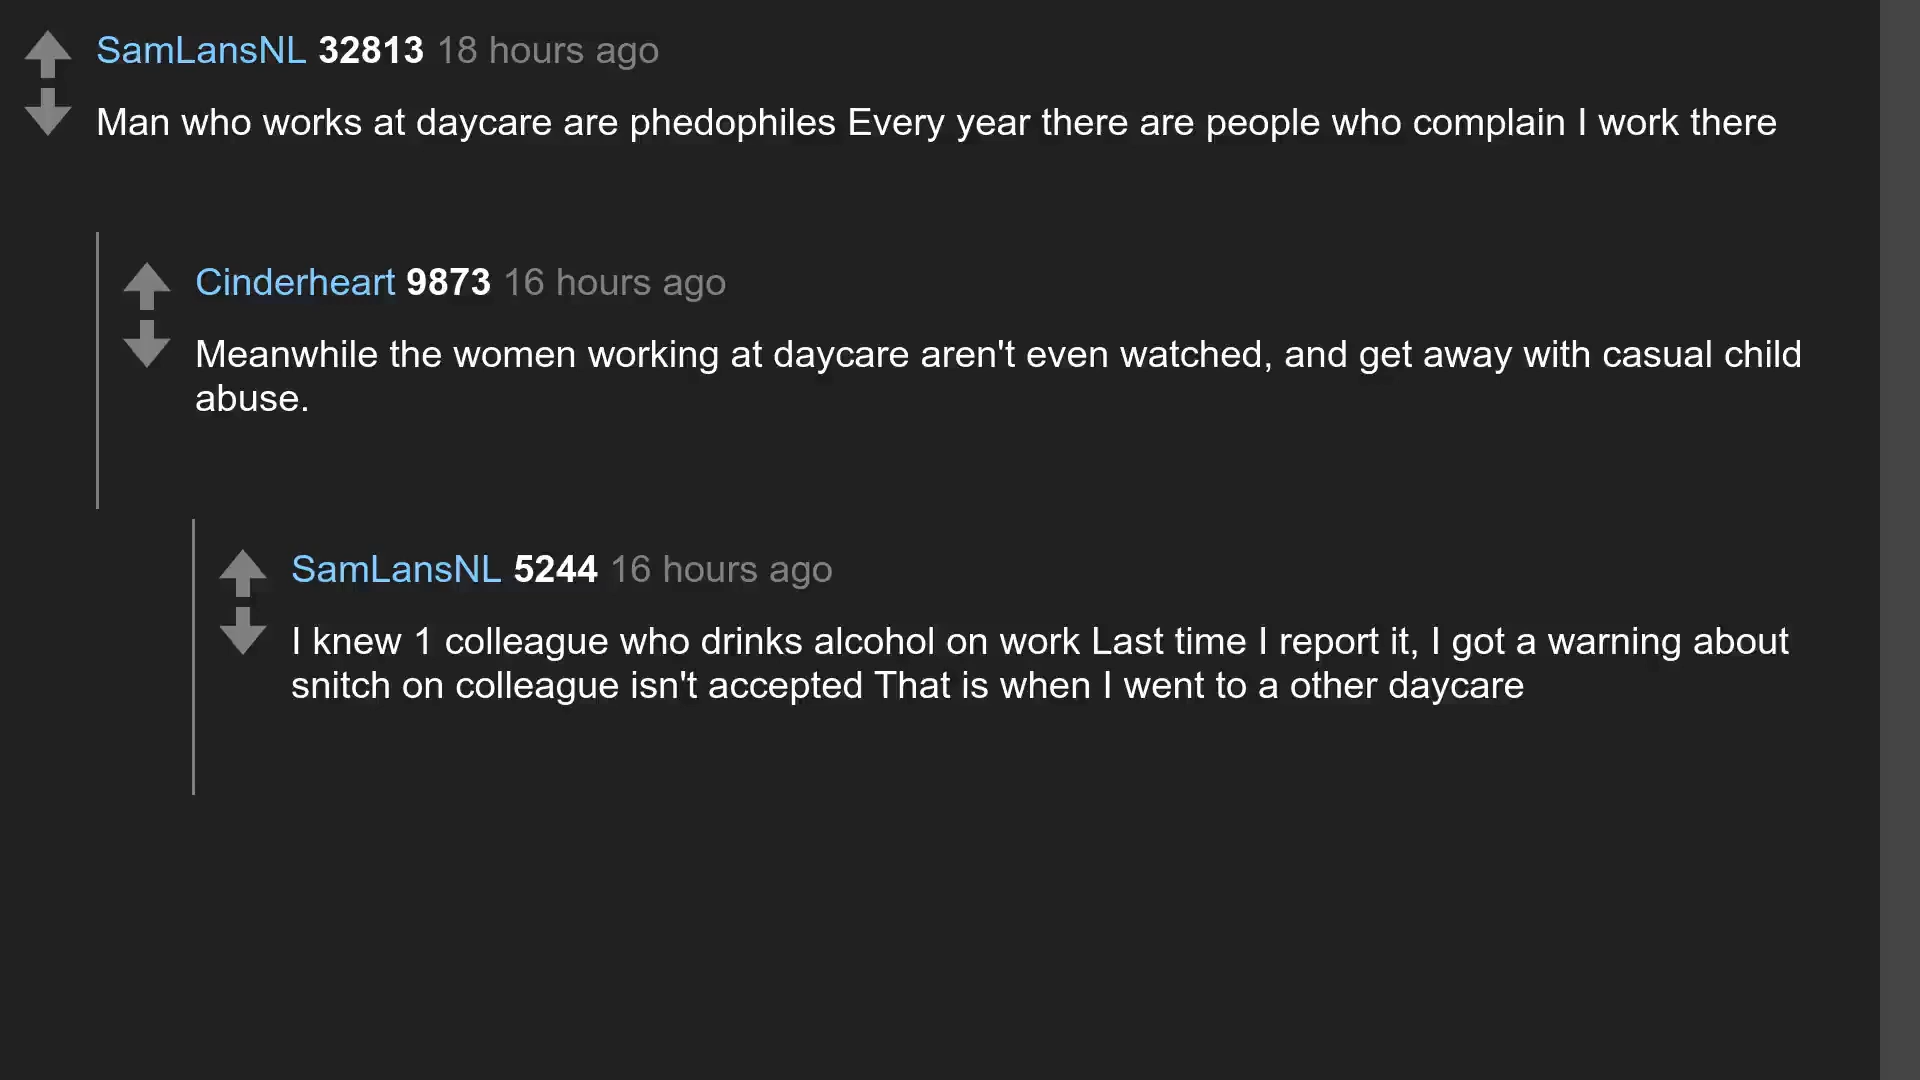 SamLansNL 32813 18 hours ago
Man who works at daycare are phedophiles Every year there are people who complain I work there
Cinderheart 9873 16 hours ago
Meanwhile the women working at daycare aren't even watched, and get away with casual child
abuse.
SamLansNL 5244 16 hours ago
I knew 1 colleague who drinks alcohol on work Last time I report it, I got a warning about
snitch on colleague isn't accepted That is when I went to a other daycare